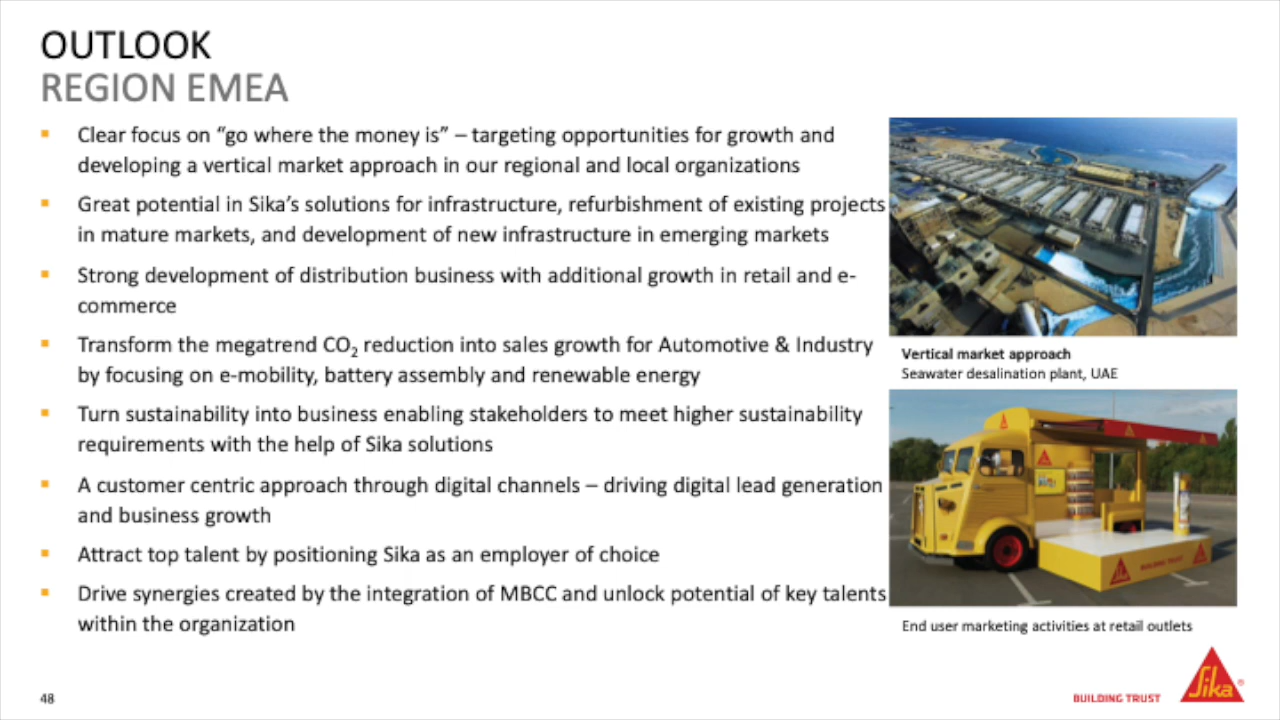 OUTLOOK
REGION EMEA
Clear focus on “go where the money is” – targeting opportunities for growth and
developing a vertical market approach in our regional and local organizations
Great potential in Sika’s solutions for infrastructure, refurbishment of existing projects
in mature markets, and development of new infrastructure in emerging markets
Strong development of distribution business with additional growth in retail and e-
commerce
Transform the megatrend CO₂ reduction into sales growth for Automotive & Industry
by focusing on e-mobility, battery assembly and renewable energy
Turn sustainability into business enabling stakeholders to meet higher sustainability
requirements with the help of Sika solutions
A customer centric approach through digital channels – driving digital lead generation
and business growth
Attract top talent by positioning Sika as an employer of choice
Drive synergies created by the integration of MBCC and unlock potential of key talents
within the organization
Vertical market approach
Seawater desalination plant, UAE
BUILDING TRUST
End user marketing activities at retail outlets
48
BUILDING TRUST
Sika®